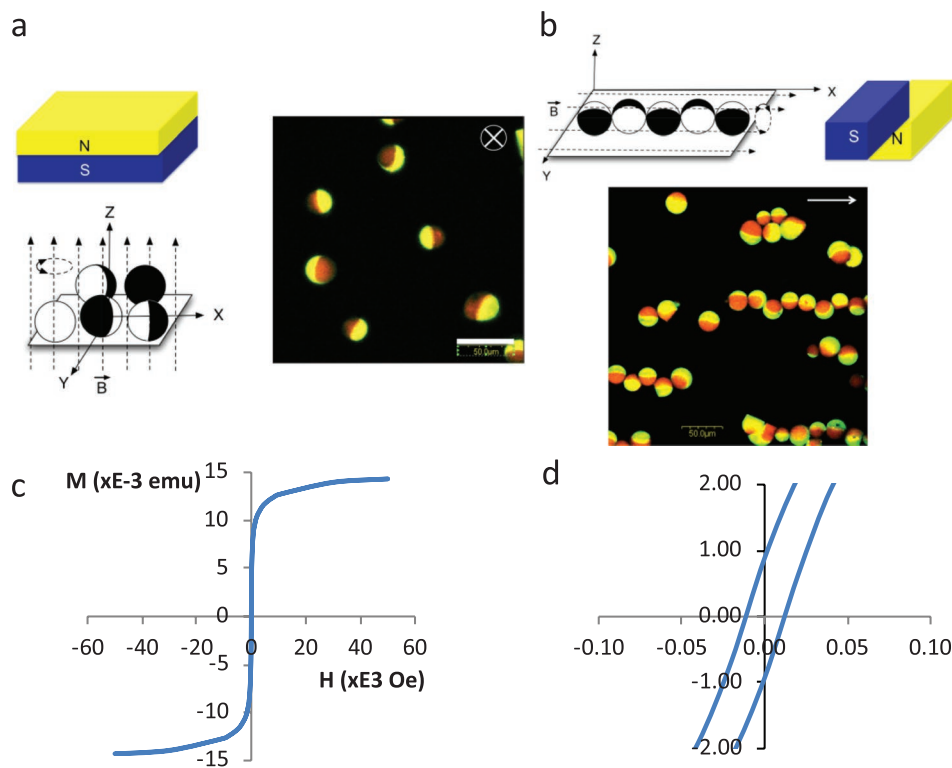 a
N
S
Z
X
Y
B
50.0µm
b
Z
X
B
Y
S
N
50.0µm
c
M (xE-3 emu)
15
10
5
0
-5
-10
-15
-60 -40 -20 0 20 40 60
H (xE3 Oe)
d
2.00
1.00
0.00
-1.00
-2.00
-0.10 -0.05 0.00 0.05 0.10